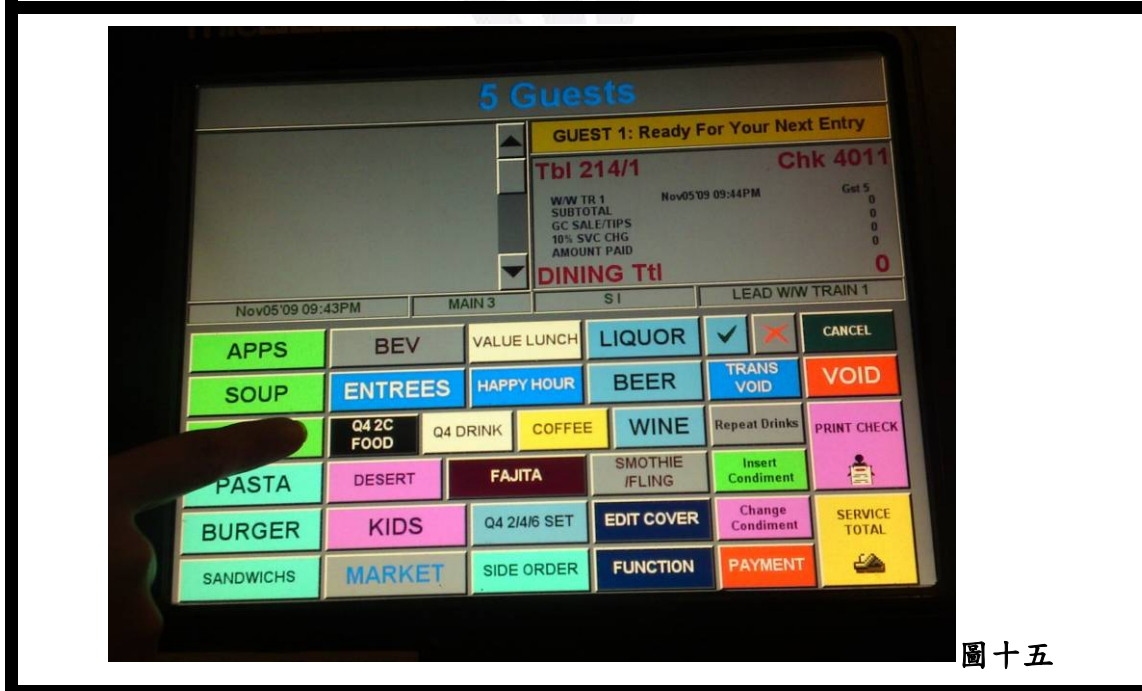 5 Guests
GUEST 1: Ready For Your Next Entry
Tbl 214/1 Chk 4011
W/W TR 1 Nov05'09 09:44PM Gst 5
SUBTOTAL 0
GC SALE/TIPS 0
10% SVC CHG 0
AMOUNT PAID 0
DINING Ttl 0
Nov05'09 09:43PM MAIN 3 S I LEAD W/W TRAIN 1
APPS BEV VALUE LUNCH LIQUOR CANCEL
SOUP ENTREES HAPPY HOUR BEER TRANS VOID VOID
Q4 2C FOOD Q4 DRINK COFFEE WINE Repeat Drinks PRINT CHECK
PASTA DESERT FAJITA SMOTHIE /FLING Insert Condiment
BURGER KIDS Q4 2/4/6 SET EDIT COVER Change Condiment SERVICE TOTAL
SANDWICHS MARKET SIDE ORDER FUNCTION PAYMENT
圖十五